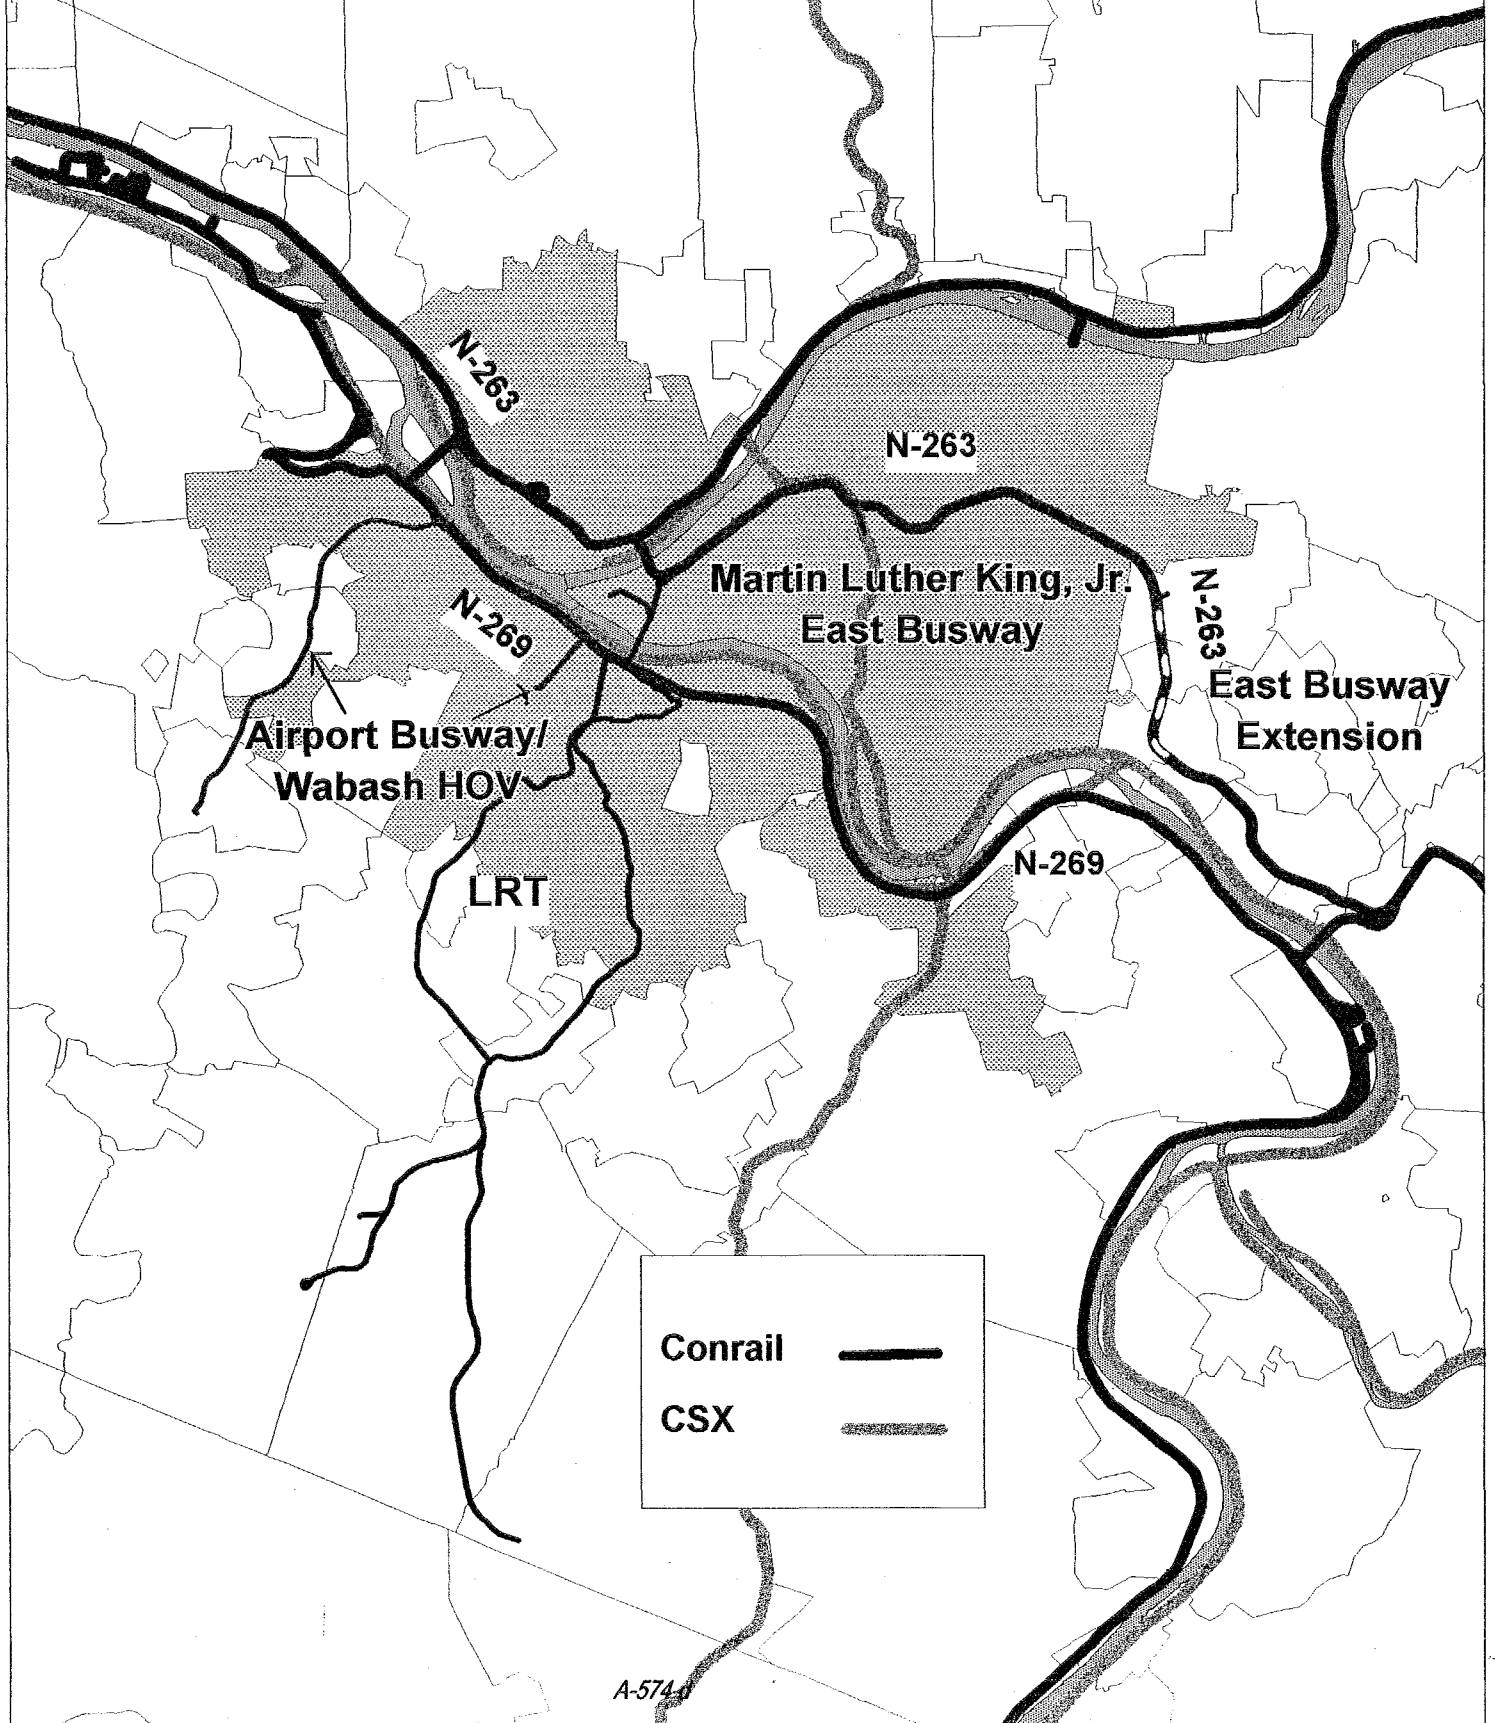 N-263
N-263
Martin Luther King, Jr.
East Busway
N-269
N-263
East Busway
Extension
Airport Busway/
Wabash HOV
N-269
LRT
Conrail
CSX
A-574-d